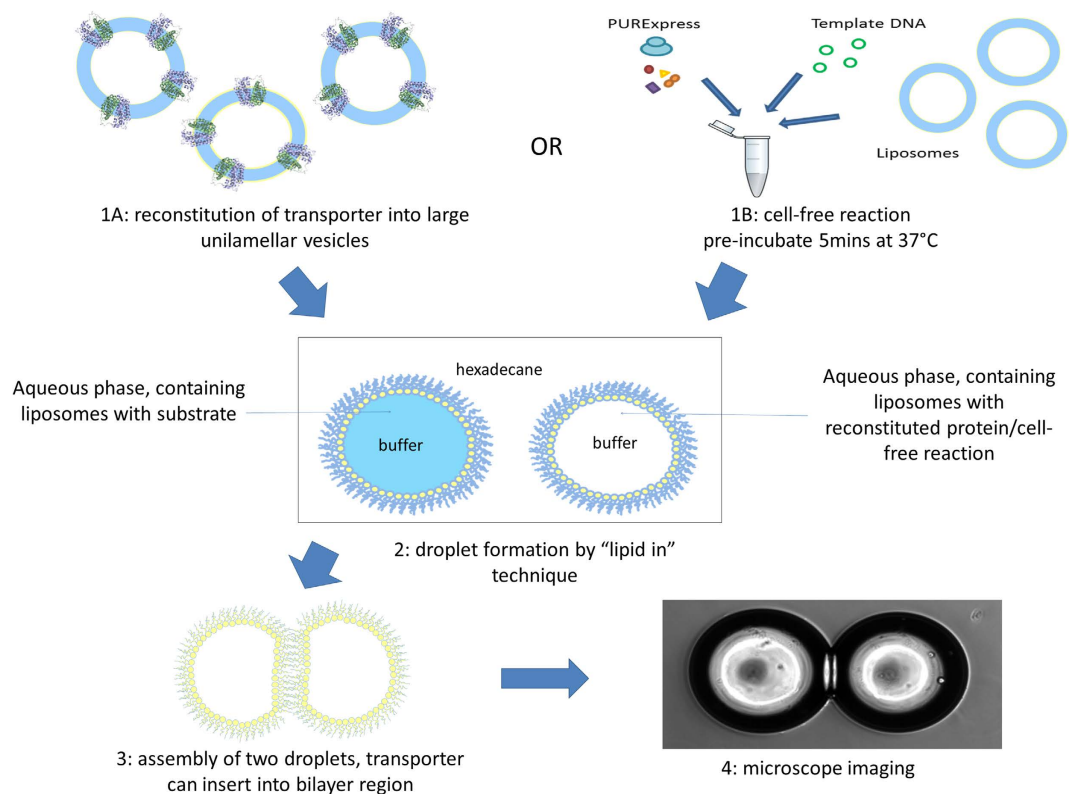 PURExpress
Template DNA
OR
Liposomes
1A: reconstitution of transporter into large
unilamellar vesicles
1B: cell-free reaction
pre-incubate 5mins at 37°C
hexadecane
Aqueous phase, containing
liposomes with substrate
buffer
buffer
Aqueous phase, containing
liposomes with
reconstituted protein/cell-
free reaction
2: droplet formation by “lipid in”
technique
3: assembly of two droplets, transporter
can insert into bilayer region
4: microscope imaging